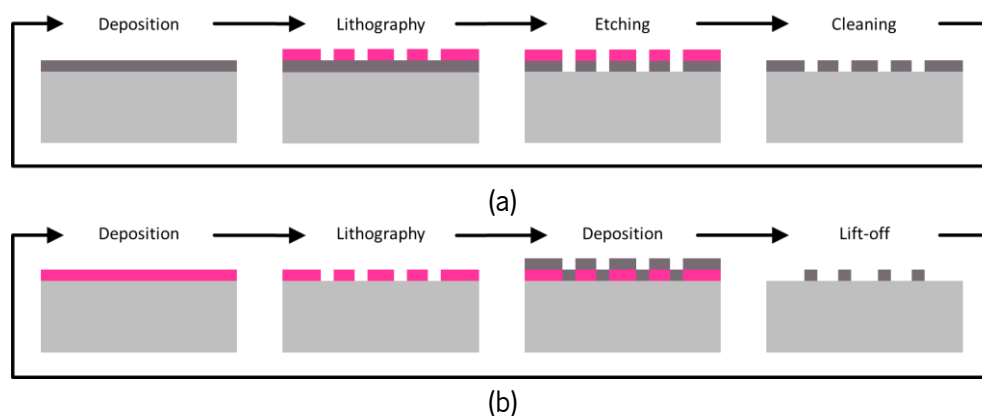 Deposition Lithography Etching Cleaning
(a)
Deposition Lithography Deposition Lift-off
(b)